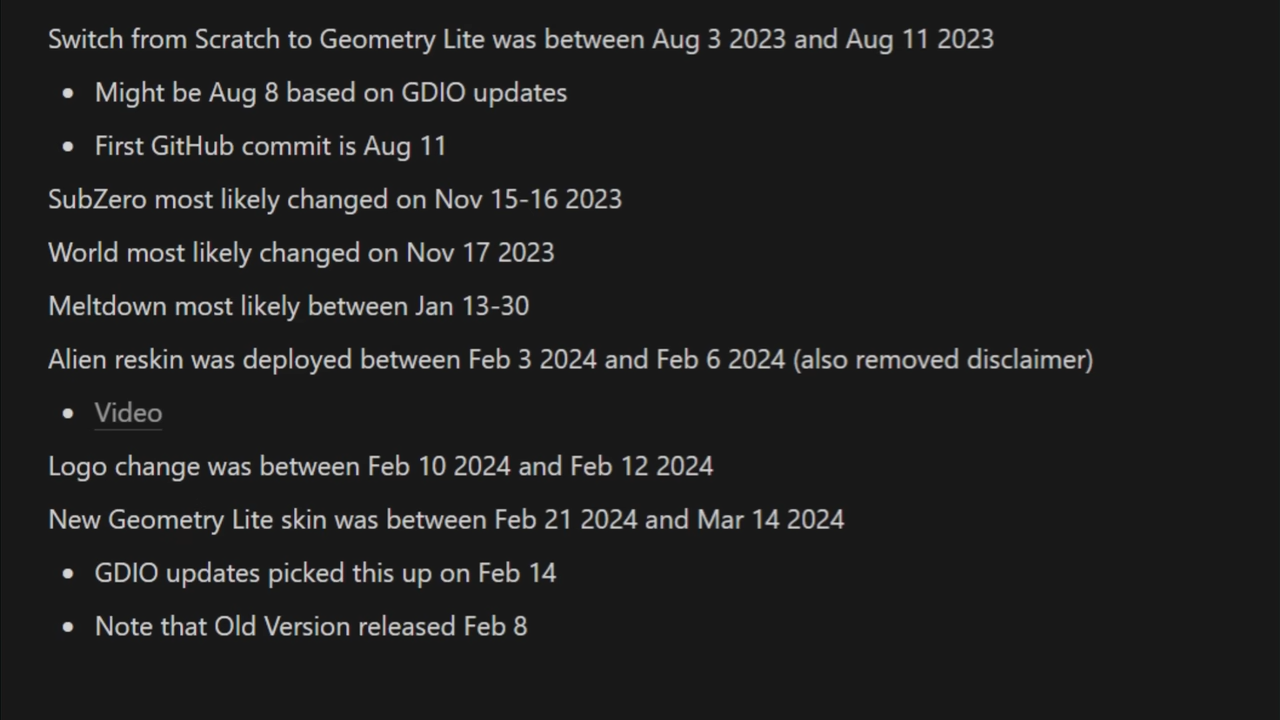 Switch from Scratch to Geometry Lite was between Aug 3 2023 and Aug 11 2023
• Might be Aug 8 based on GDIO updates
• First GitHub commit is Aug 11
SubZero most likely changed on Nov 15-16 2023
World most likely changed on Nov 17 2023
Meltdown most likely between Jan 13-30
Alien reskin was deployed between Feb 3 2024 and Feb 6 2024 (also removed disclaimer)
• Video
Logo change was between Feb 10 2024 and Feb 12 2024
New Geometry Lite skin was between Feb 21 2024 and Mar 14 2024
• GDIO updates picked this up on Feb 14
• Note that Old Version released Feb 8